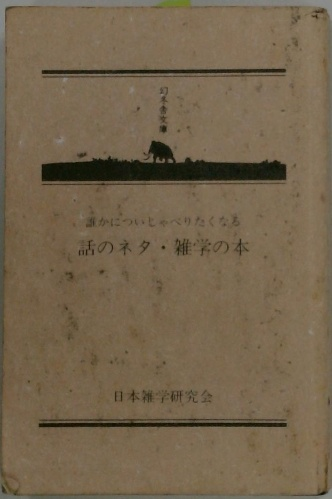 幻冬舎文庫
誰かについしゃべりたくなる
話のネタ・雑学の本
日本雑学研究会